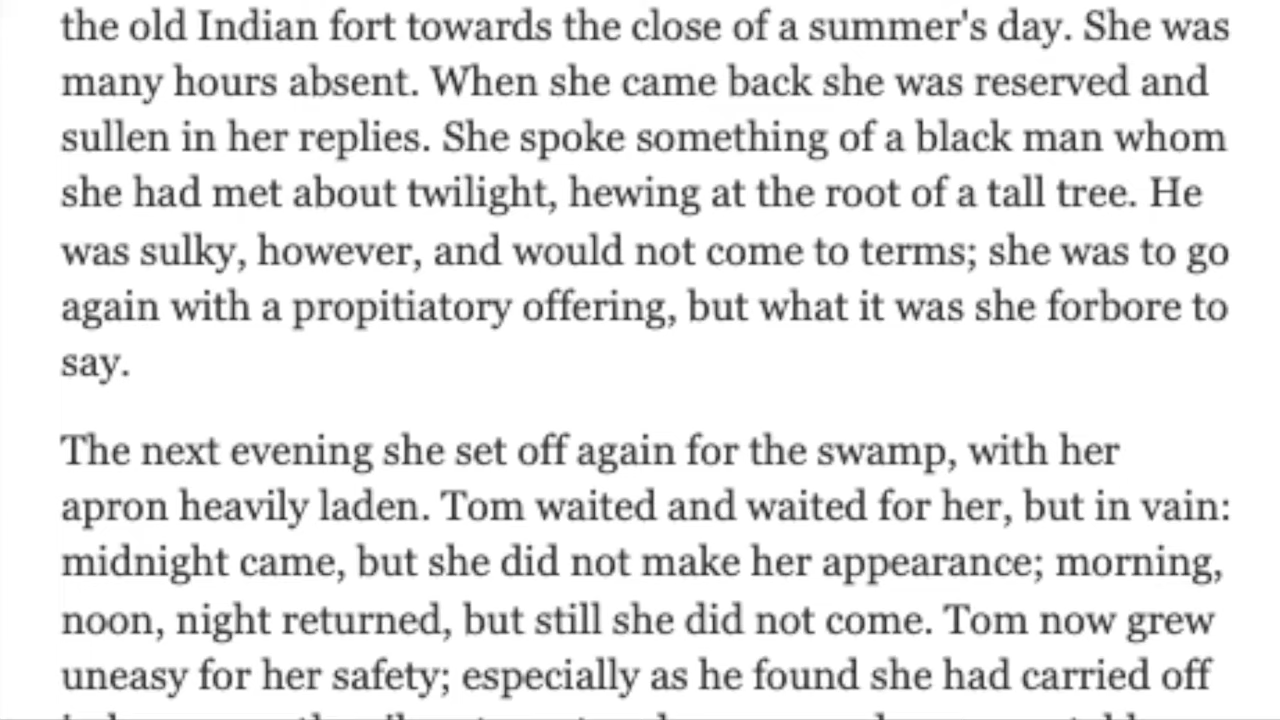 the old Indian fort towards the close of a summer's day. She was
many hours absent. When she came back she was reserved and
sullen in her replies. She spoke something of a black man whom
she had met about twilight, hewing at the root of a tall tree. He
was sulky, however, and would not come to terms; she was to go
again with a propitiatory offering, but what it was she forbore to
say.
The next evening she set off again for the swamp, with her
apron heavily laden. Tom waited and waited for her, but in vain:
midnight came, but she did not make her appearance; morning,
noon, night returned, but still she did not come. Tom now grew
uneasy for her safety; especially as he found she had carried off